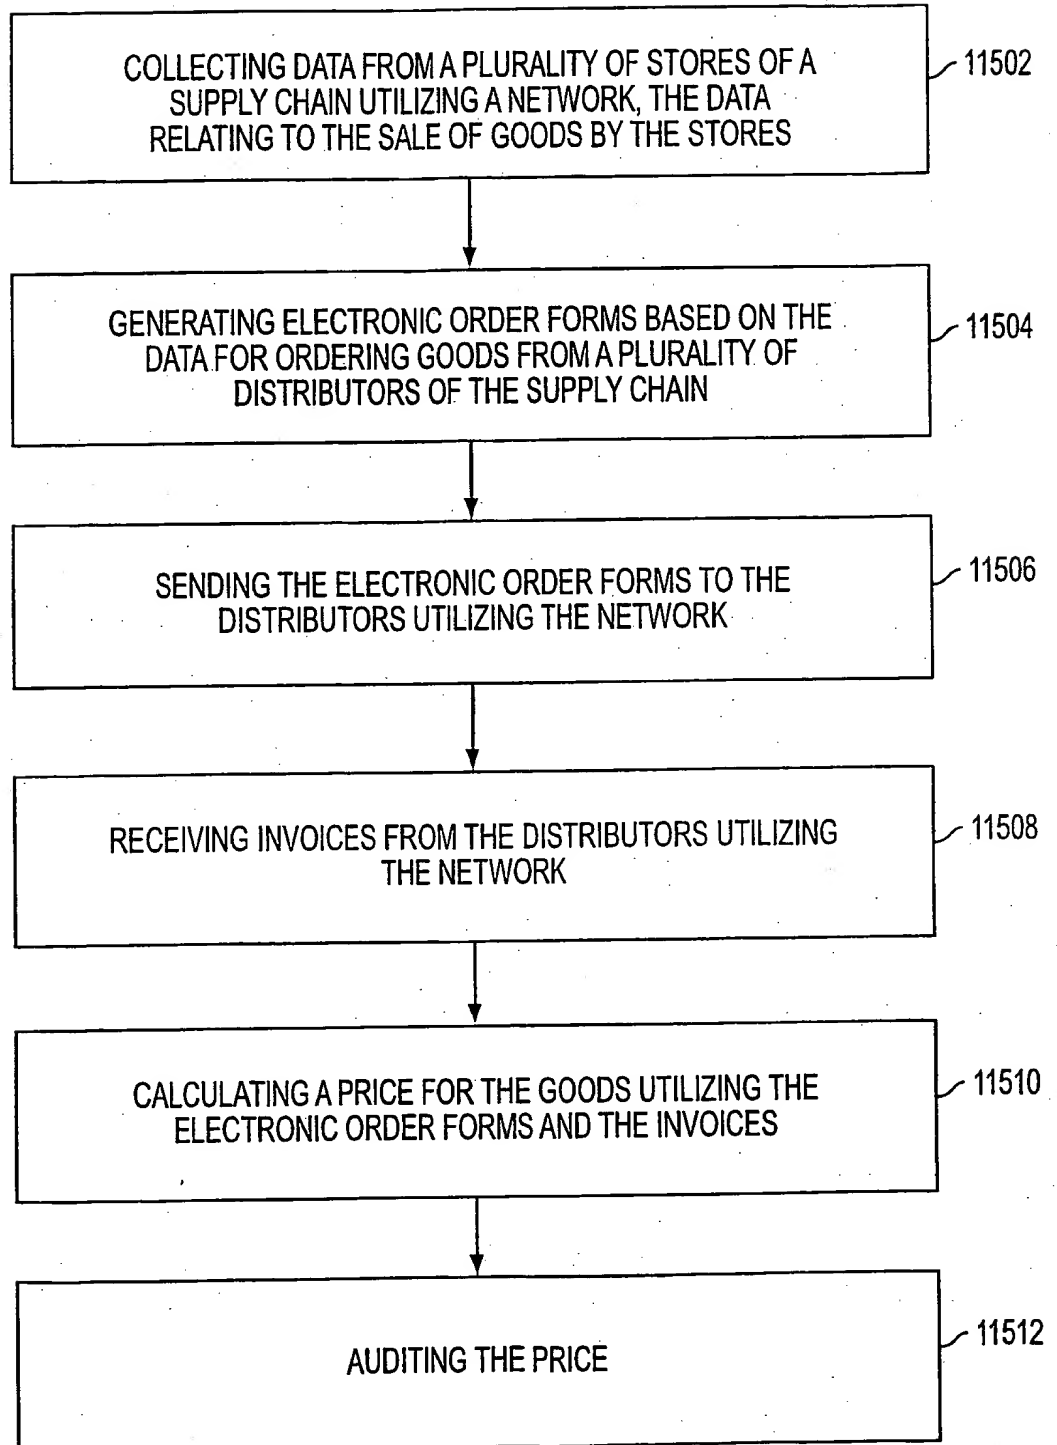 COLLECTING DATA FROM A PLURALITY OF STORES OF A
SUPPLY CHAIN UTILIZING A NETWORK, THE DATA
RELATING TO THE SALE OF GOODS BY THE STORES
11502
GENERATING ELECTRONIC ORDER FORMS BASED ON THE
DATA FOR ORDERING GOODS FROM A PLURALITY OF
DISTRIBUTORS OF THE SUPPLY CHAIN
11504
SENDING THE ELECTRONIC ORDER FORMS TO THE
DISTRIBUTORS UTILIZING THE NETWORK
11506
RECEIVING INVOICES FROM THE DISTRIBUTORS UTILIZING
THE NETWORK
11508
CALCULATING A PRICE FOR THE GOODS UTILIZING THE
ELECTRONIC ORDER FORMS AND THE INVOICES
11510
AUDITING THE PRICE
11512